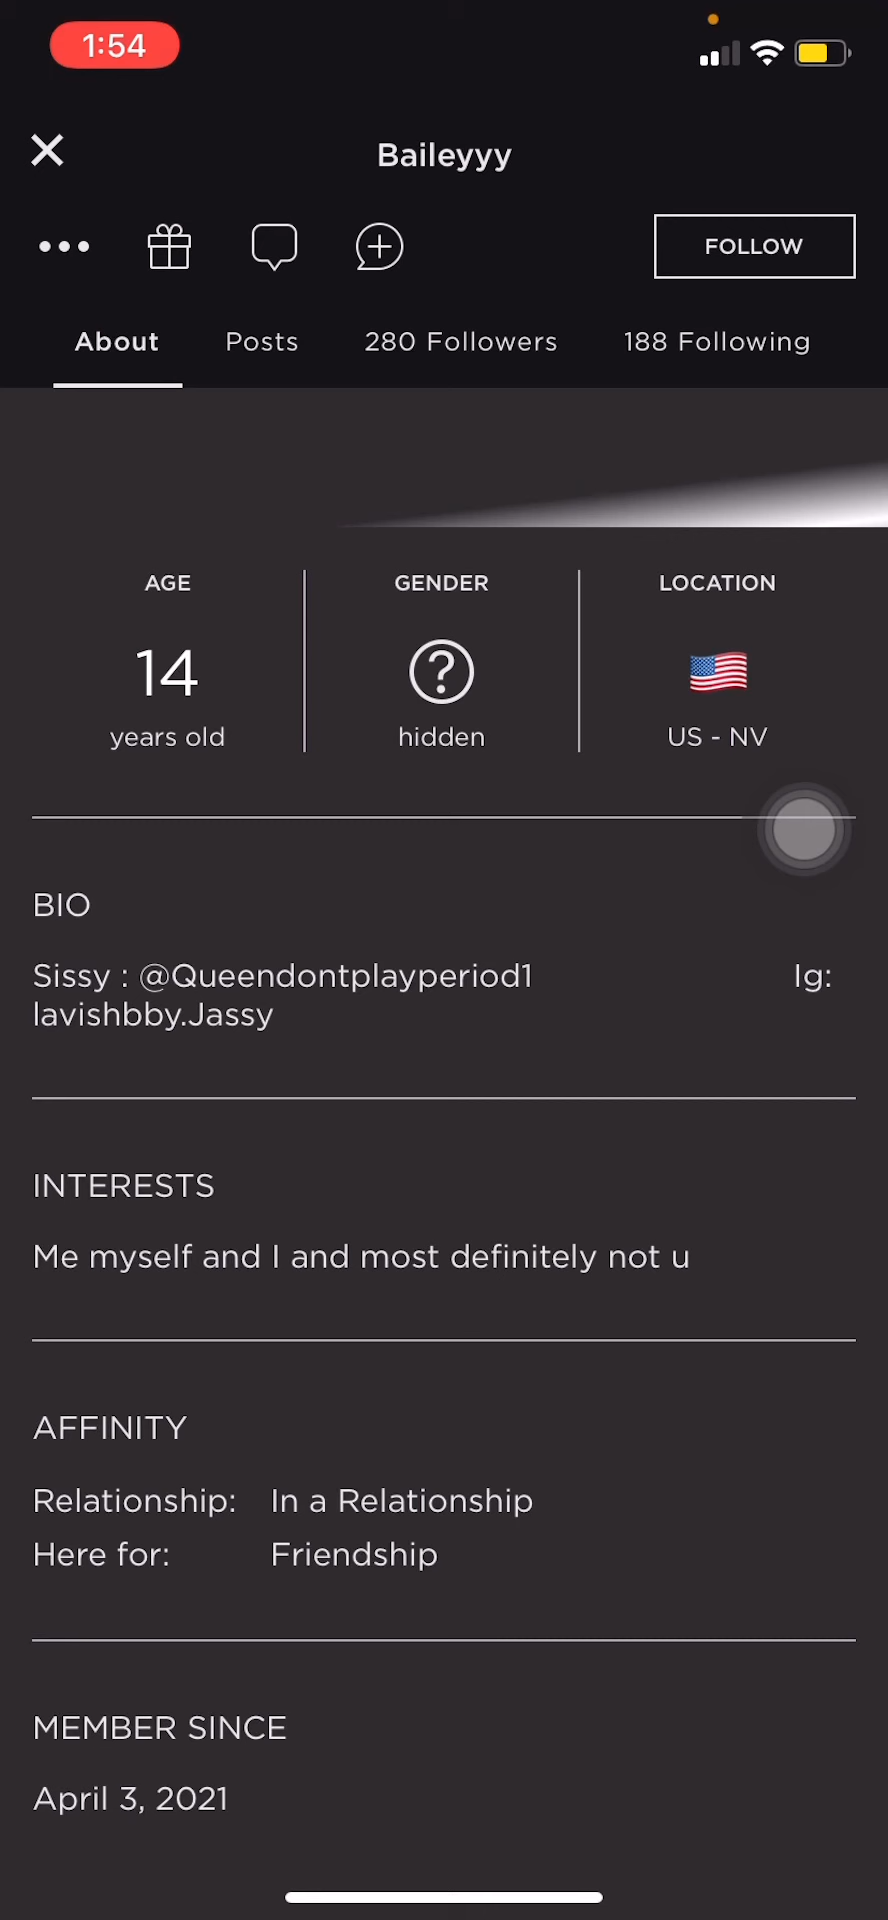 1:54
Baileyyy
FOLLOW
About Posts 280 Followers 188 Following
AGE GENDER LOCATION
14 ?
years old hidden US - NV
BIO
Sissy : @Queendontplayperiod1 Ig:
lavishbby.Jassy
INTERESTS
Me myself and I and most definitely not u
AFFINITY
Relationship: In a Relationship
Here for: Friendship
MEMBER SINCE
April 3, 2021